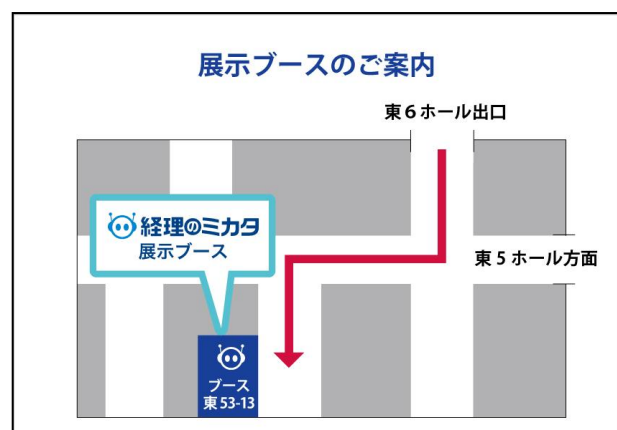 展示ブースのご案内
東6ホール出口
経理のミカタ
展示ブース
東5ホール方面
ブース
東53-13